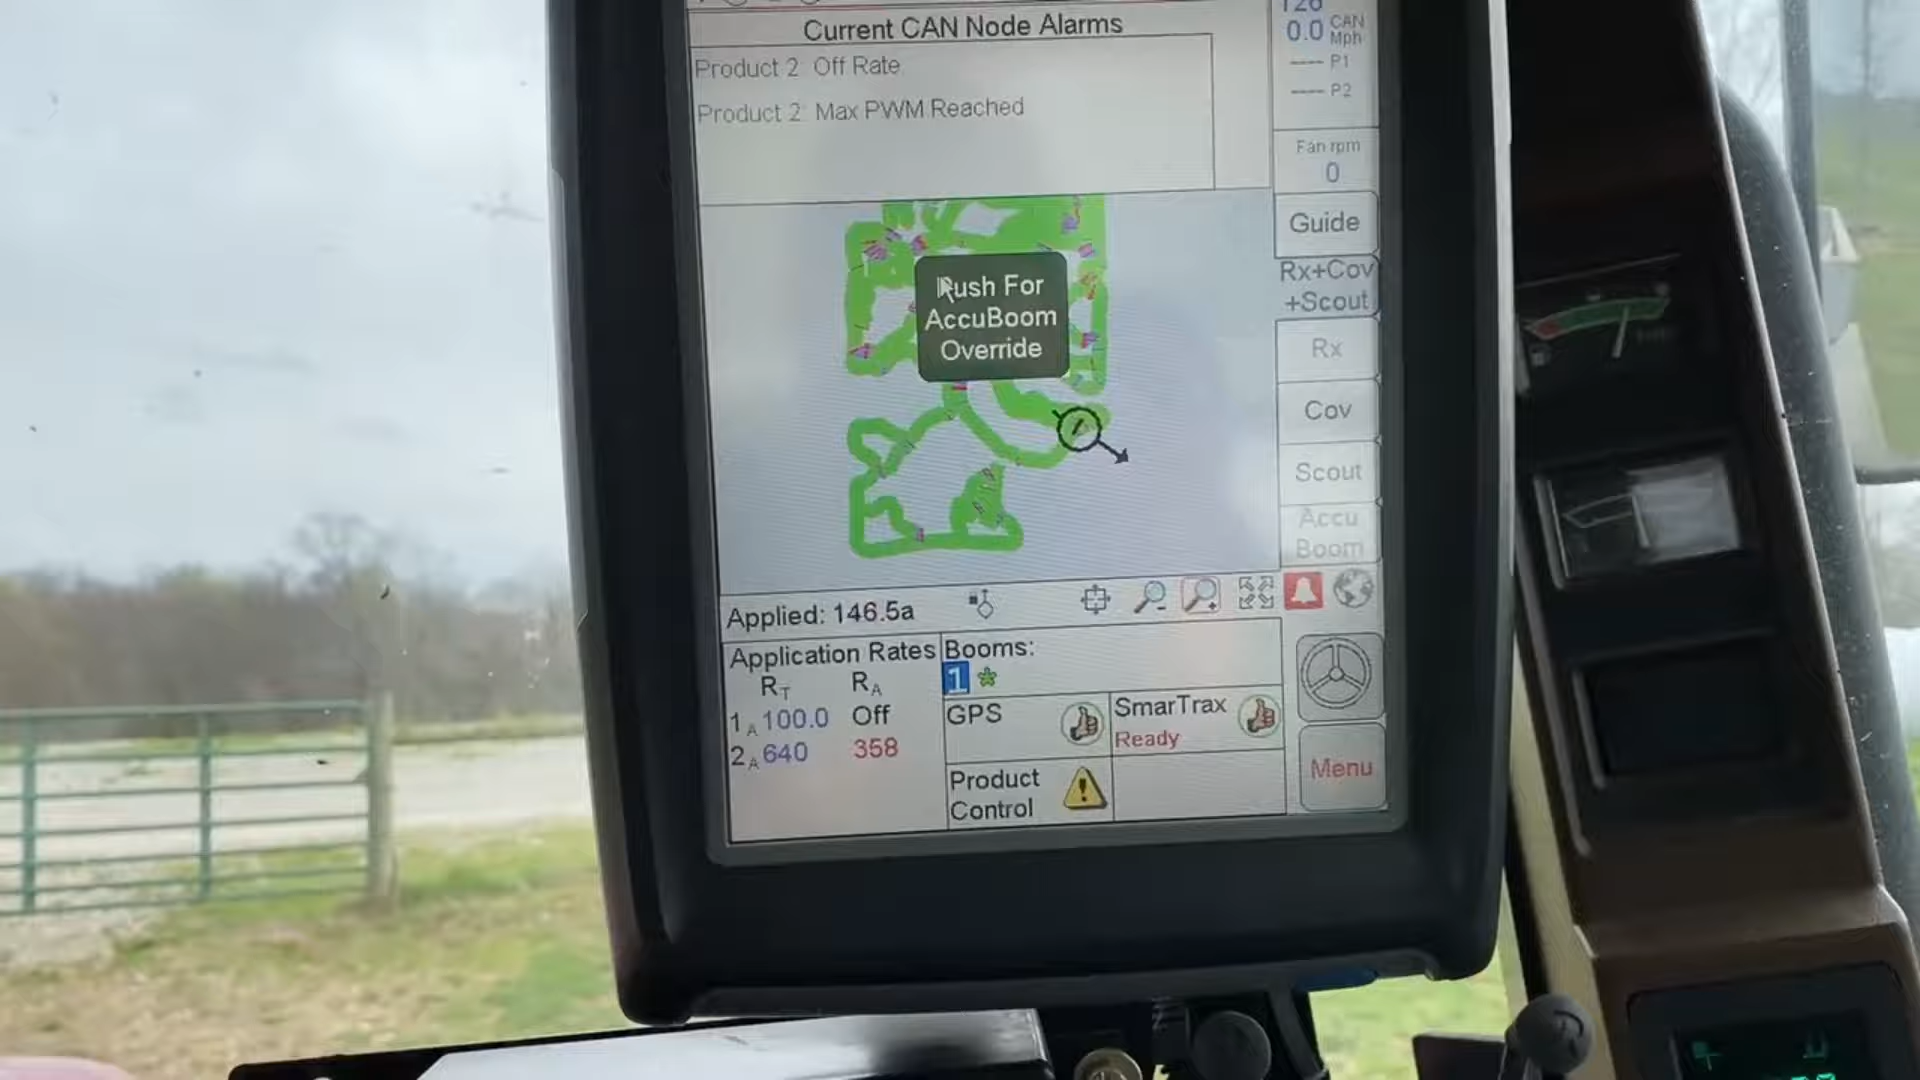 Current CAN Node Alarms
Product 2: Off Rate
Product 2: Max PWM Reached
0.0 CAN Mph
---- P1
---- P2
Fan rpm
0
Guide
Rx+Cov
+Scout
Rx
Cov
Scout
Accu
Boom
Push For
AccuBoom
Override
Applied: 146.5a
Application Rates
RT RA
1A 100.0 Off
2A 640 358
Booms:
1
GPS
SmarTrax
Ready
Product
Control
Menu